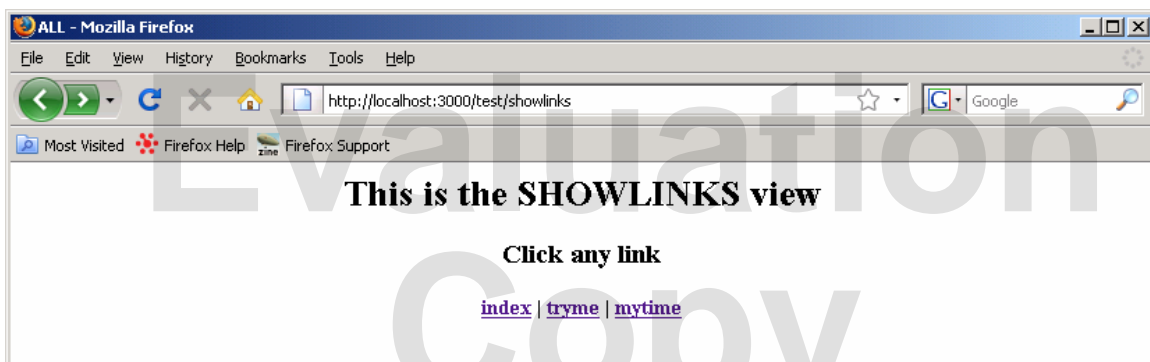 ALL - Mozilla Firefox
File Edit View History Bookmarks Tools Help
http://localhost:3000/test/showlinks
G Google
Most Visited Firefox Help zine Firefox Support
This is the SHOWLINKS view
Click any link
index | tryme | mytime
Evaluation
Copy